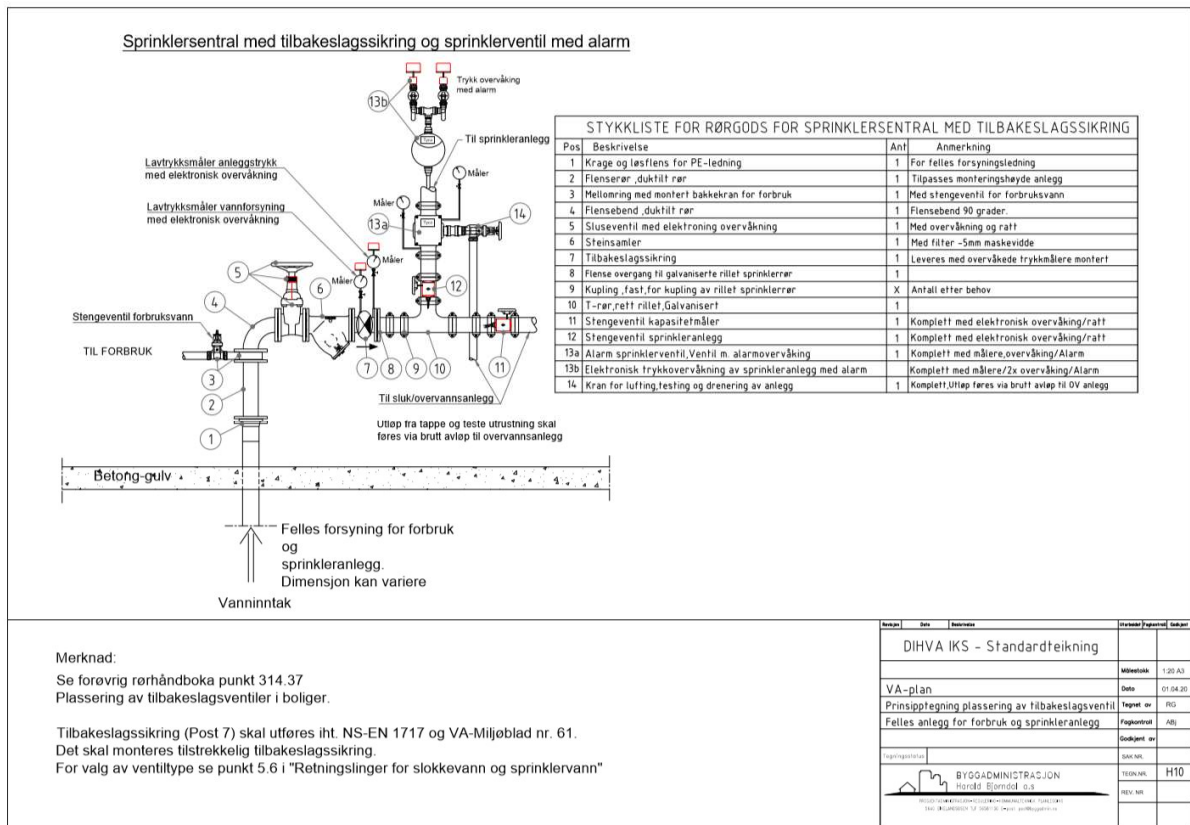 Sprinklersentral med tilbakeslagssikring og sprinklerventil med alarm
Trykk overvåking
med alarm
13b
Til sprinkleranlegg
Lavtrykksmåler anleggstrykk
med elektronisk overvåkning
Måler
Måler
14
Lavtrykksmåler vannforsyning
med elektronisk overvåkning
13a
Måler
5
Måler
6
12
4
Stengeventil forbruksvann
TIL FORBRUK
3
7
8
9
10
11
2
Til sluk/overvannsanlegg
1
Utløp fra tappe og teste utrustning skal
føres via brutt avløp til overvannsanlegg
Betong-gulv
Felles forsyning for forbruk
og
sprinkleranlegg.
Dimensjon kan variere
Vanninntak
STYKKLISTE FOR RØRGODS FOR SPRINKLERSENTRAL MED TILBAKESLAGSSIKRING
Pos Beskrivelse Ant Anmerkning
1 Krage og løsflens for PE-ledning 1 For felles forsyningsledning
2 Flenserør ,duktilt rør 1 Tilpasses monteringshøyde anlegg
3 Mellomring med montert bakkekran for forbruk 1 Med stengeventil for forbruksvann
4 Flensebend ,duktilt rør 1 Flensebend 90 grader.
5 Sluseventil med elektroning overvåkning 1 Med overvåkning og ratt
6 Steinsamler 1 Med filter -5mm maskevidde
7 Tilbakeslagssikring 1 Leveres med overvåkede trykkmålere montert
8 Flense overgang til galvaniserte rillet sprinklerrør 1
9 Kupling ,fast,for kupling av rillet sprinklerrør X Antall etter behov
10 T-rør,rett rillet,Galvanisert 1
11 Stengeventil kapasitetmåler 1 Komplett med elektronisk overvåking/ratt
12 Stengeventil sprinkleranlegg 1 Komplett med elektronisk overvåking/ratt
13a Alarm sprinklerventil,Ventil m. alarmovervåking 1 Komplett med målere,overvåking/Alarm
13b Elektronisk trykkovervåkning av sprinkleranlegg med alarm Komplett med målere/2x overvåking/Alarm
14 Kran for lufting,testing og drenering av anlegg 1 Komplett,Utløp føres via brutt avløp til OV anlegg
Merknad:
Se forøvrig rørhåndboka punkt 314.37
Plassering av tilbakeslagsventiler i boliger.
Tilbakeslagssikring (Post 7) skal utføres iht. NS-EN 1717 og VA-Miljøblad nr. 61.
Det skal monteres tilstrekkelig tilbakeslagssikring.
For valg av ventiltype se punkt 5.6 i "Retningslinger for slokkevann og sprinklervann"
Revisjon Dato Beskrivelse Utarbeidet Fagkontroll Godkjent
DIHVA IKS - Standardteikning
Målestokk 1:20 A3
VA-plan
Dato 01.04.20
Prinsipptegning plassering av tilbakeslagsventil
Tegnet av RG
Felles anlegg for forbruk og sprinkleranlegg
Fagkontroll ABj
Godkjent av
Tegningsstatus
SAK.NR.
BYGGADMINISTRASJON
Harald Bjørndal a.s
TEGN.NR. H10
REV. NR